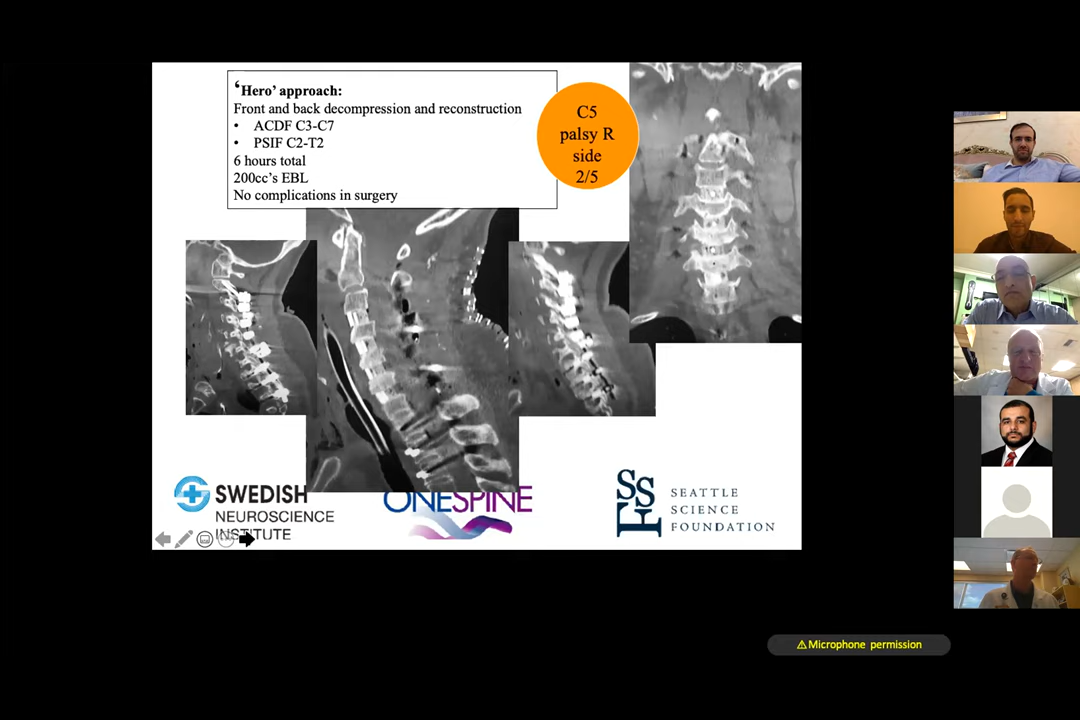 ‘Hero’ approach:
Front and back decompression and reconstruction
• ACDF C3-C7
• PSIF C2-T2
6 hours total
200cc's EBL
No complications in surgery
C5
palsy R
side
2/5
SWEDISH
NEUROSCIENCE
INSTITUTE
ONESPINE
SSF
SEATTLE
SCIENCE
FOUNDATION
⚠Microphone permission